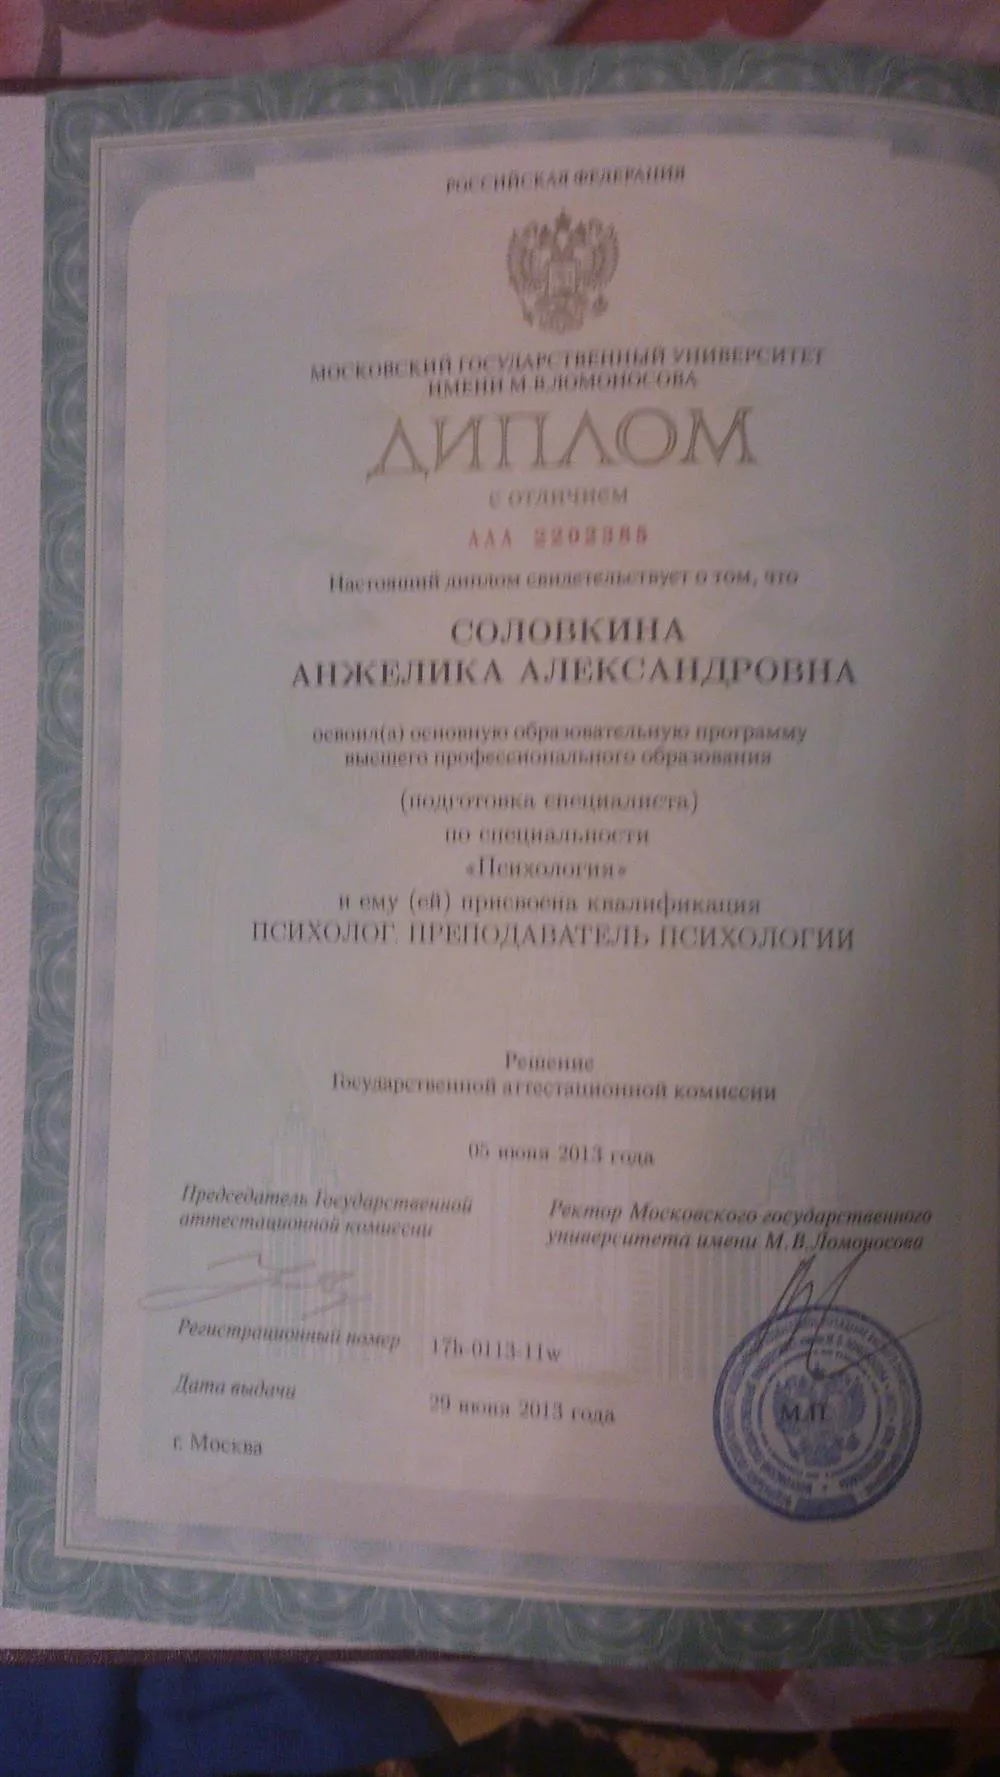 РОССИЙСКАЯ ФЕДЕРАЦИЯ
МОСКОВСКИЙ ГОСУДАРСТВЕННЫЙ УНИВЕРСИТЕТ
ИМЕНИ М.В.ЛОМОНОСОВА
ДИПЛОМ
С ОТЛИЧИЕМ
ААА 2202385
Настоящий диплом свидетельствует о том, что
СОЛОВКИНА
АНЖЕЛИКА АЛЕКСАНДРОВНА
освоил(а) основную образовательную программу
высшего профессионального образования
(подготовка специалиста)
по специальности
«Психология»
и ему (ей) присвоена квалификация
ПСИХОЛОГ. ПРЕПОДАВАТЕЛЬ ПСИХОЛОГИИ
Решение
Государственной аттестационной комиссии
05 июня 2013 года
Председатель Государственной
аттестационной комиссии
Ректор Московского государственного
университета имени М.В.Ломоносова
Регистрационный номер 17h-0113-11w
Дата выдачи 29 июня 2013 года
г. Москва
М.П.